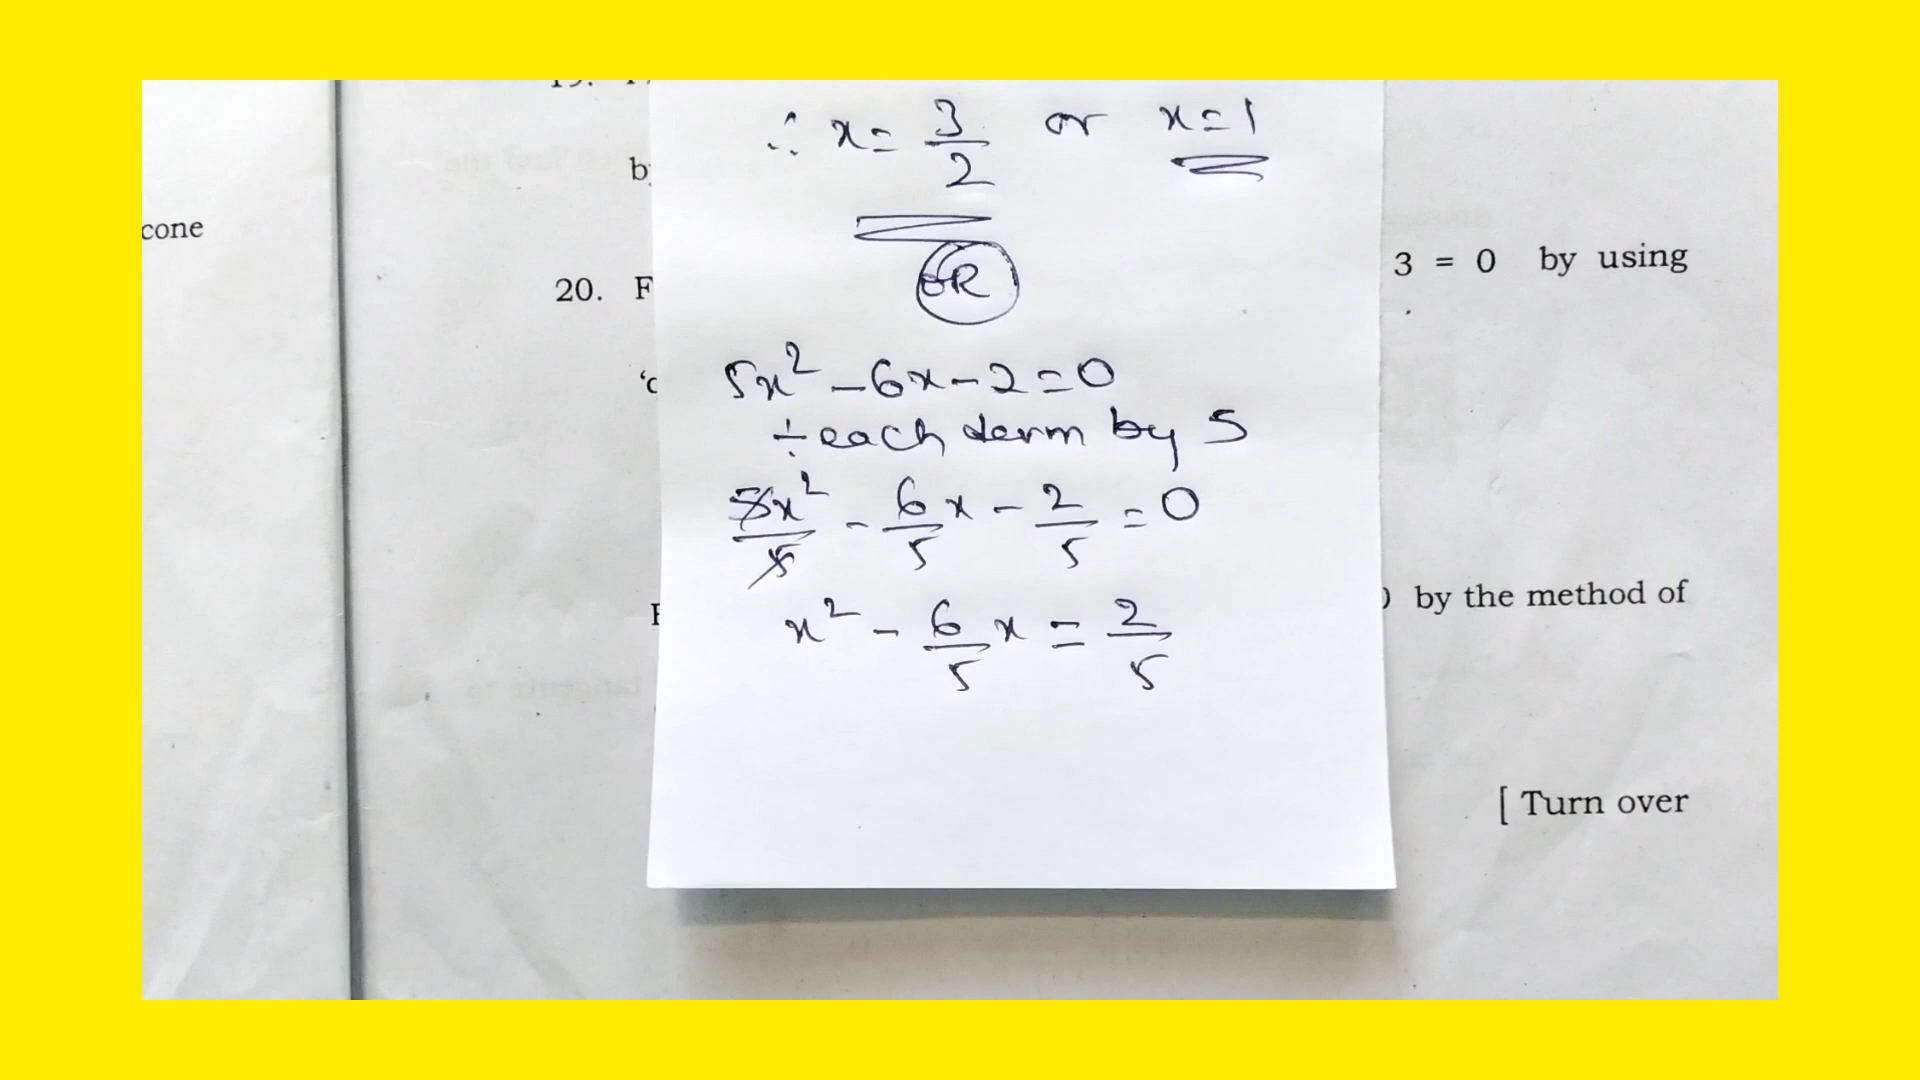 ∴ x = 3/2 or x = 1
cone
3 = 0 by using
20. F
OR
5x² – 6x – 2 = 0
÷ each term by 5
5x²/5 – 6/5 x – 2/5 = 0
) by the method of
x² – 6/5 x = 2/5
[ Turn over